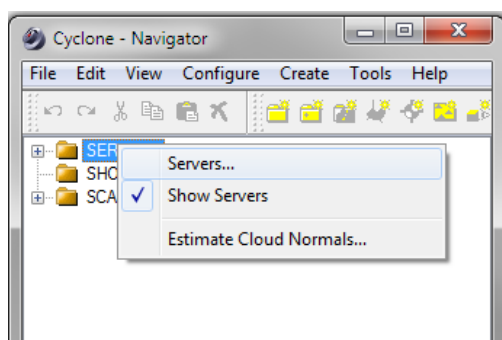 Cyclone - Navigator
File Edit View Configure Create Tools Help
Servers...
Show Servers
Estimate Cloud Normals...